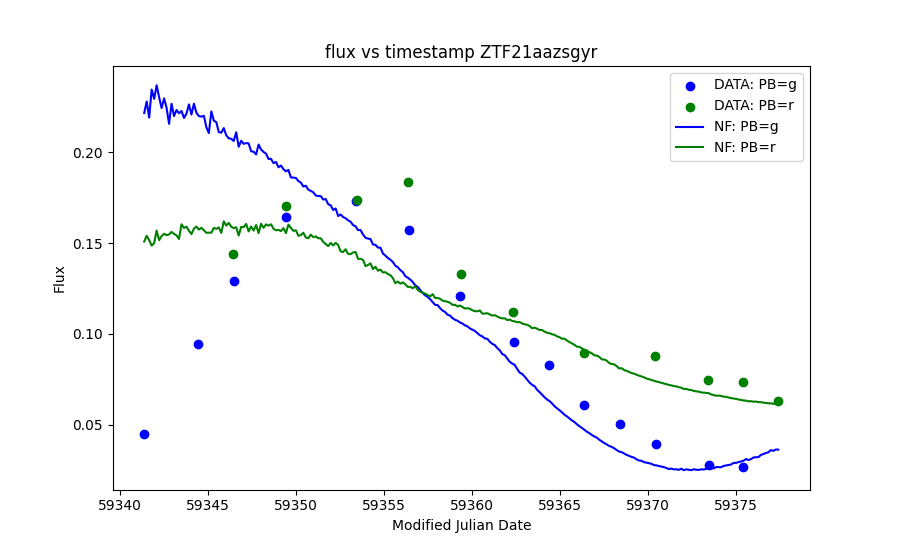 flux vs timestamp ZTF21aazsgyr
DATA: PB=g
DATA: PB=r
NF: PB=g
NF: PB=r
0.20
0.15
0.10
0.05
Flux
59340
59345
59350
59355
59360
59365
59370
59375
Modified Julian Date